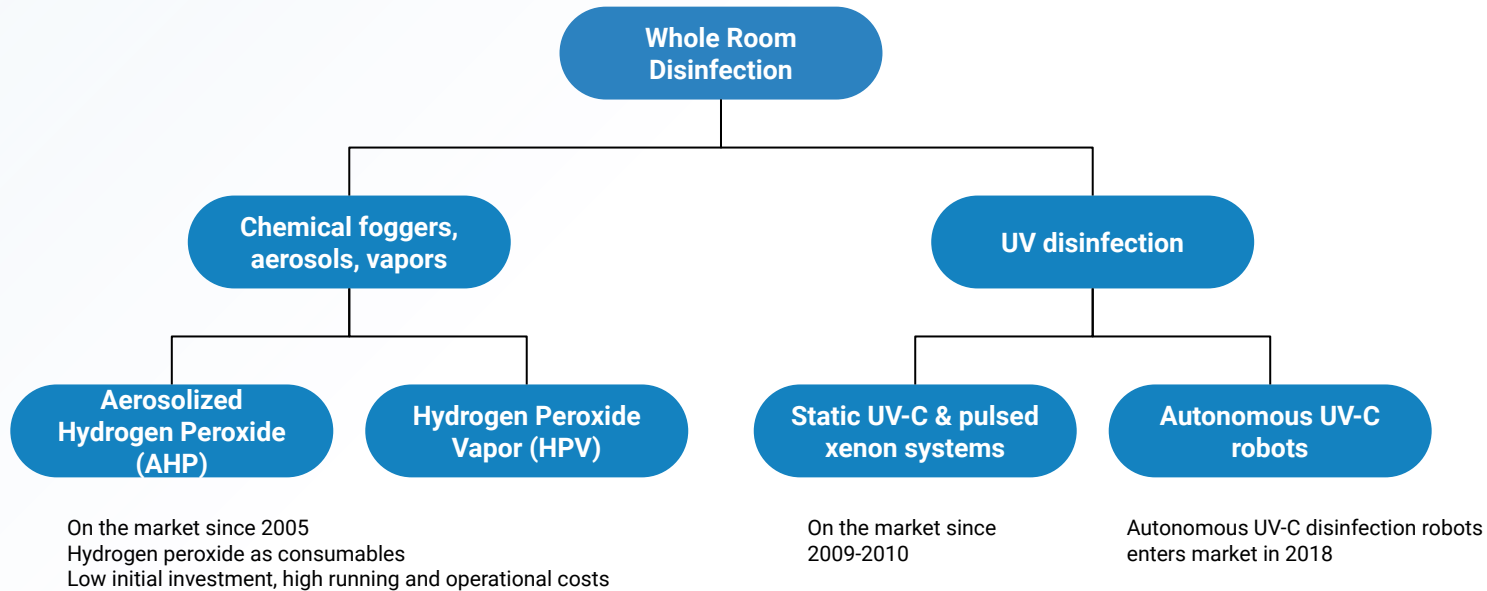 Whole Room
Disinfection
Chemical foggers,
aerosols, vapors
UV disinfection
Aerosolized
Hydrogen Peroxide
(AHP)
Hydrogen Peroxide
Vapor (HPV)
Static UV-C & pulsed
xenon systems
Autonomous UV-C
robots
On the market since 2005
Hydrogen peroxide as consumables
Low initial investment, high running and operational costs
On the market since
2009-2010
Autonomous UV-C disinfection robots
enters market in 2018